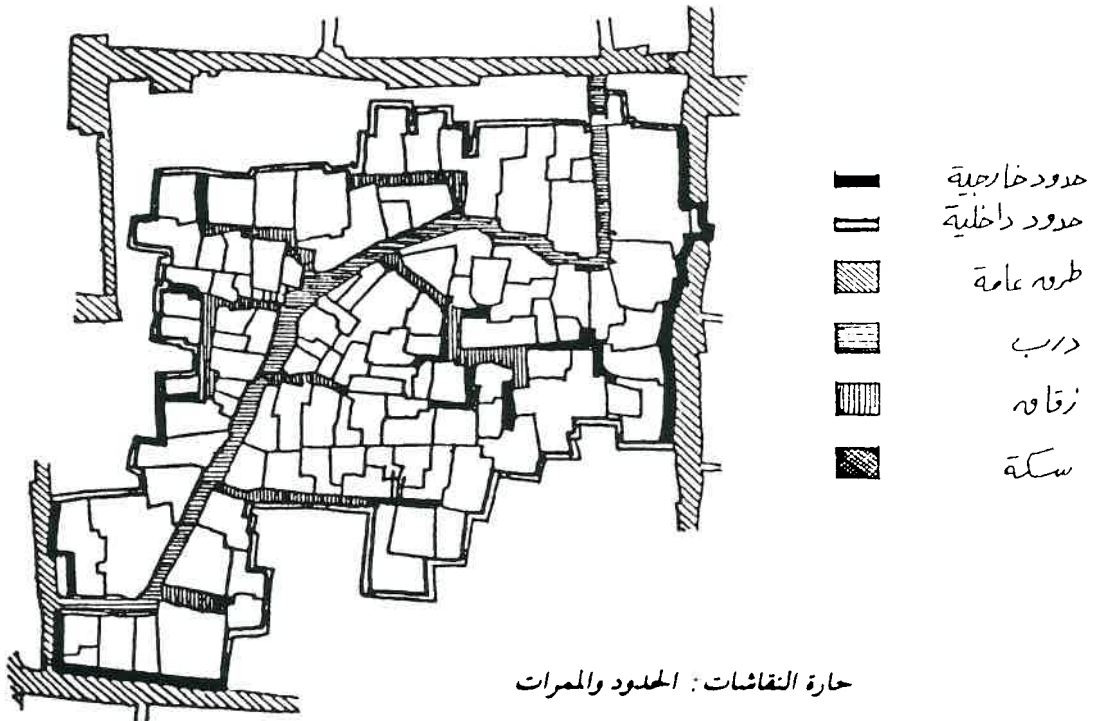 حدود خارجية
حدود داخلية
طرق عامة
درب
زقاق
سكة
حارة النقاشات : الحدود والممرات